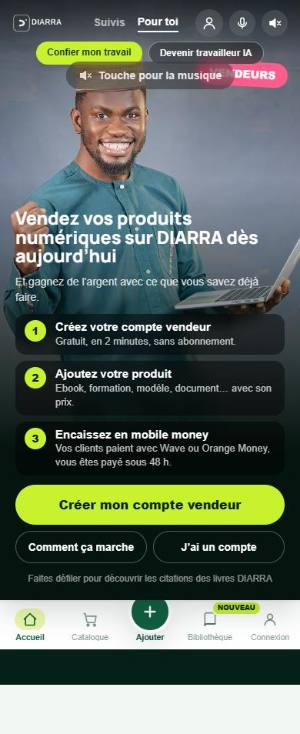 DIARRA
Suivis Pour toi
Confier mon travail Devenir travailleur IA
Touche pour la musique
Vendez vos produits
numériques sur DIARRA dès
aujourd'hui
Et gagnez de l'argent avec ce que vous savez déjà
faire.
1 Créez votre compte vendeur
Gratuit, en 2 minutes, sans abonnement.
2 Ajoutez votre produit
Ebook, formation, modèle, document... avec son
prix.
3 Encaissez en mobile money
Vos clients paient avec Wave ou Orange Money,
vous êtes payé sous 48 h.
Créer mon compte vendeur
Comment ça marche J'ai un compte
Faites défiler pour découvrir les citations des livres DIARRA
NOUVEAU
Accueil Catalogue Ajouter Bibliothèque Connexion